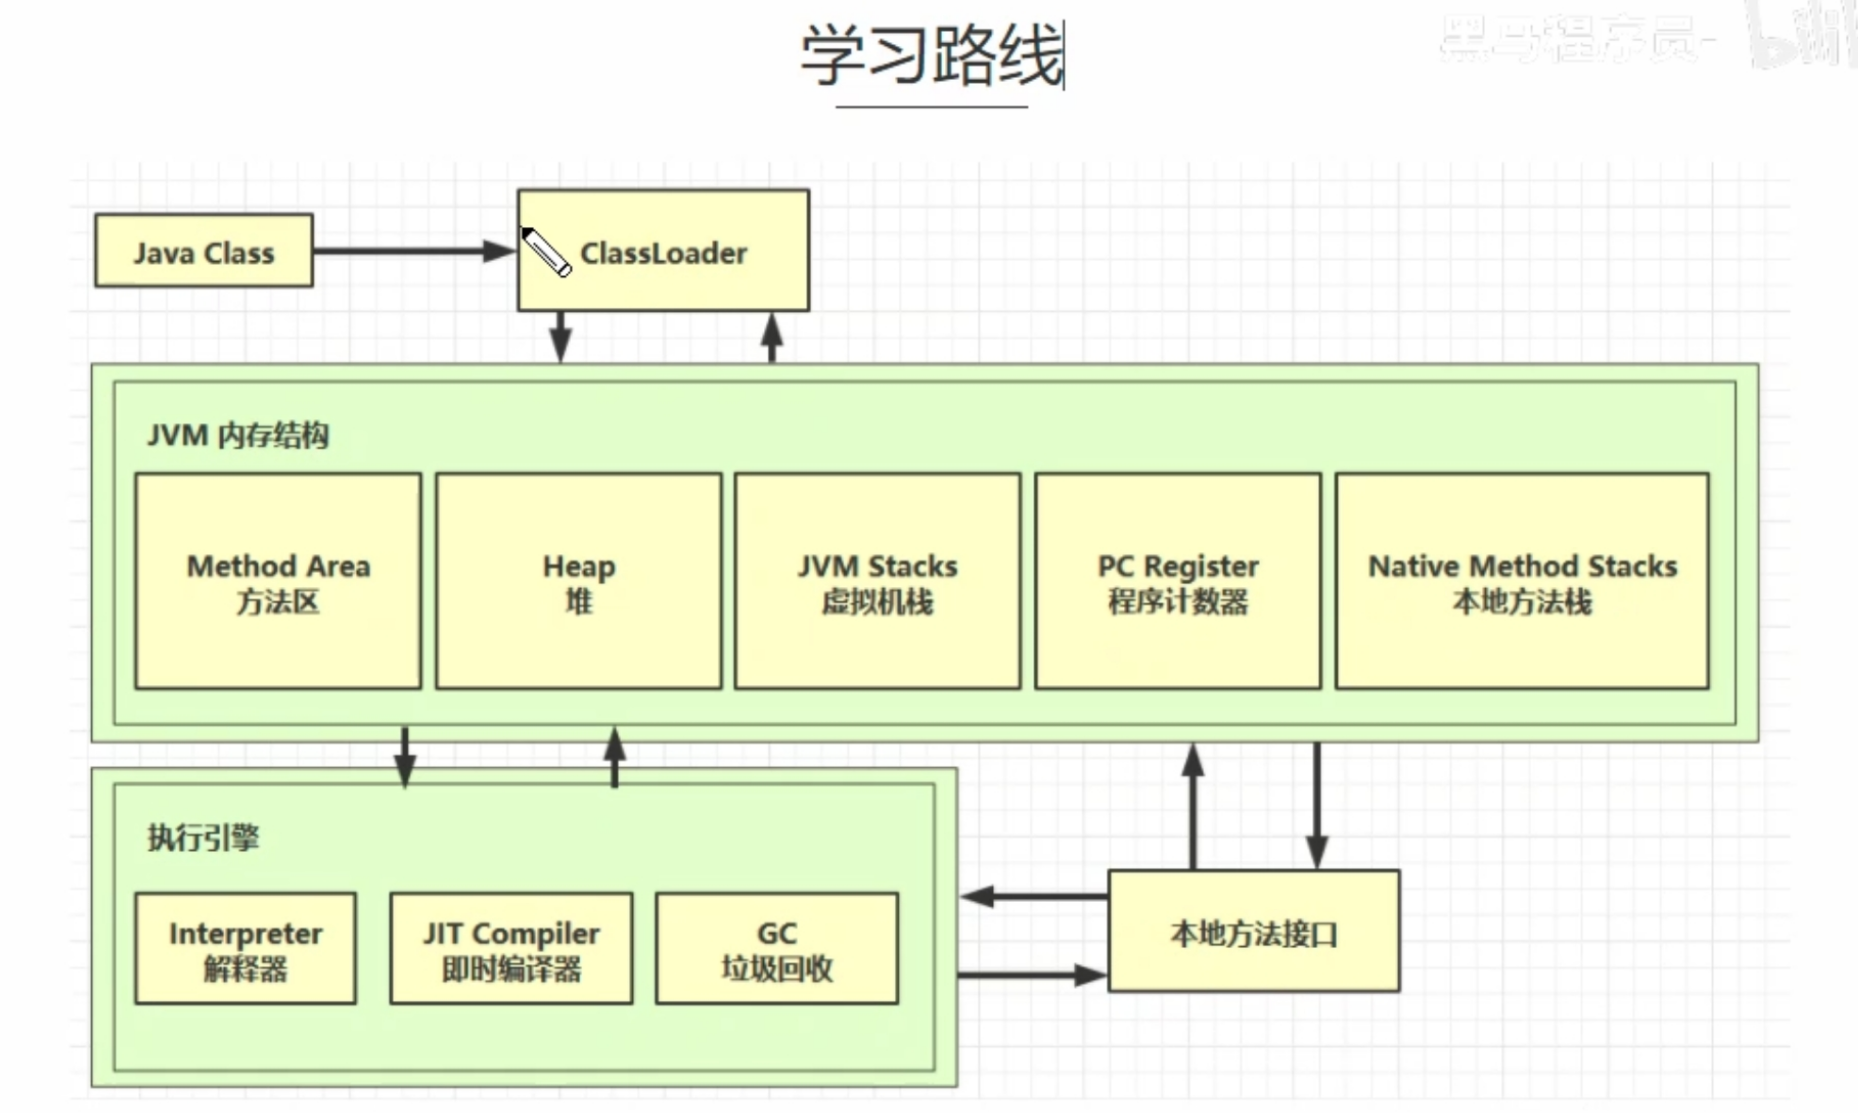 学习路线
黑马程序员-
Java Class
ClassLoader
JVM 内存结构
Method Area
方法区
Heap
堆
JVM Stacks
虚拟机栈
PC Register
程序计数器
Native Method Stacks
本地方法栈
执行引擎
Interpreter
解释器
JIT Compiler
即时编译器
GC
垃圾回收
本地方法接口